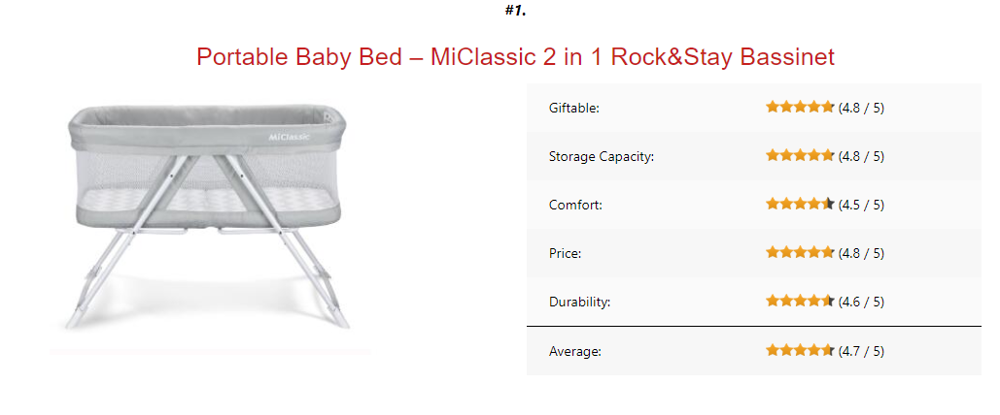 #1.
Portable Baby Bed – MiClassic 2 in 1 Rock&Stay Bassinet
MiClassic
Giftable: (4.8 / 5)
Storage Capacity: (4.8 / 5)
Comfort: (4.5 / 5)
Price: (4.8 / 5)
Durability: (4.6 / 5)
Average: (4.7 / 5)